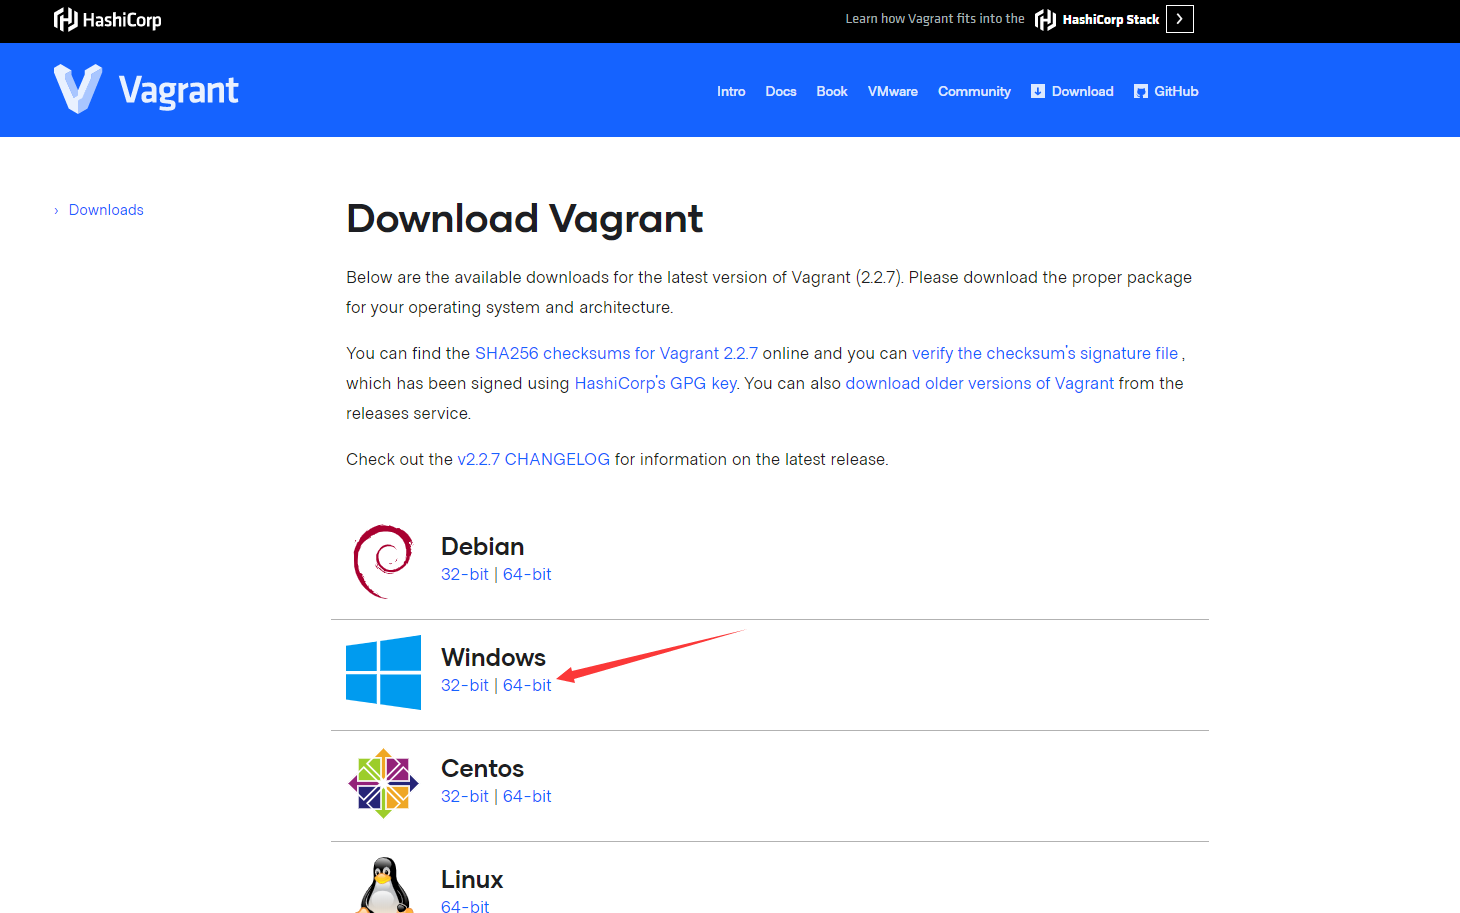 HashiCorp
Learn how Vagrant fits into the HashiCorp Stack
Vagrant
Intro Docs Book VMware Community Download GitHub
› Downloads
Download Vagrant
Below are the available downloads for the latest version of Vagrant (2.2.7). Please download the proper package
for your operating system and architecture.
You can find the SHA256 checksums for Vagrant 2.2.7 online and you can verify the checksum's signature file ,
which has been signed using HashiCorp's GPG key. You can also download older versions of Vagrant from the
releases service.
Check out the v2.2.7 CHANGELOG for information on the latest release.
Debian
32-bit | 64-bit
Windows
32-bit | 64-bit
Centos
32-bit | 64-bit
Linux
64-bit